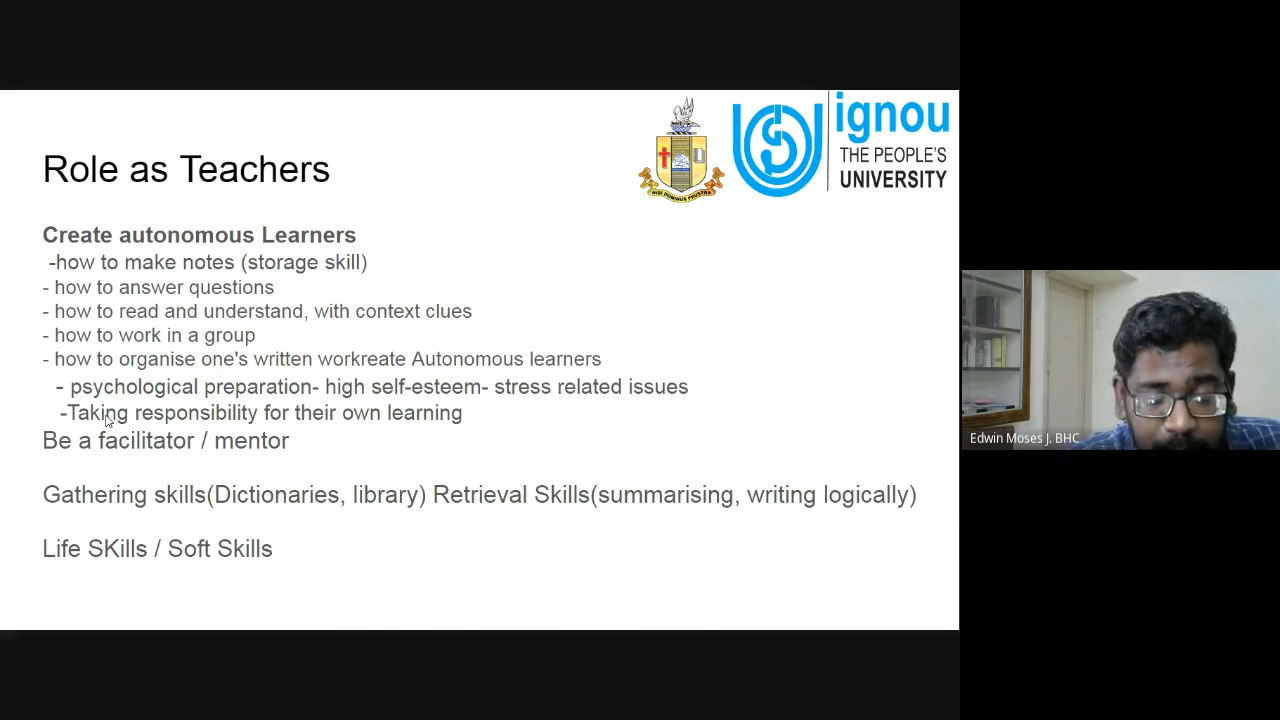 ignou
THE PEOPLE'S
UNIVERSITY
NISI DOMINUS FRUSTRA
Role as Teachers
Create autonomous Learners
-how to make notes (storage skill)
- how to answer questions
- how to read and understand, with context clues
- how to work in a group
- how to organise one's written workreate Autonomous learners
- psychological preparation- high self-esteem- stress related issues
-Taking responsibility for their own learning
Be a facilitator / mentor
Gathering skills(Dictionaries, library) Retrieval Skills(summarising, writing logically)
Life SKills / Soft Skills
Edwin Moses J. BHC